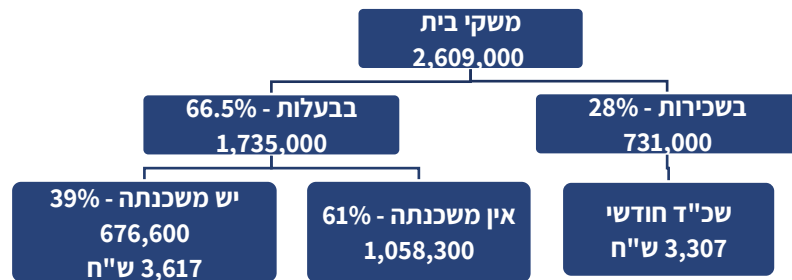 משקי בית
2,609,000
בשכירות - 28%
731,000
בבעלות - 66.5%
1,735,000
שכ"ד חודשי
3,307 ש"ח
אין משכנתה - 61%
1,058,300
יש משכנתה - 39%
676,600
3,617 ש"ח